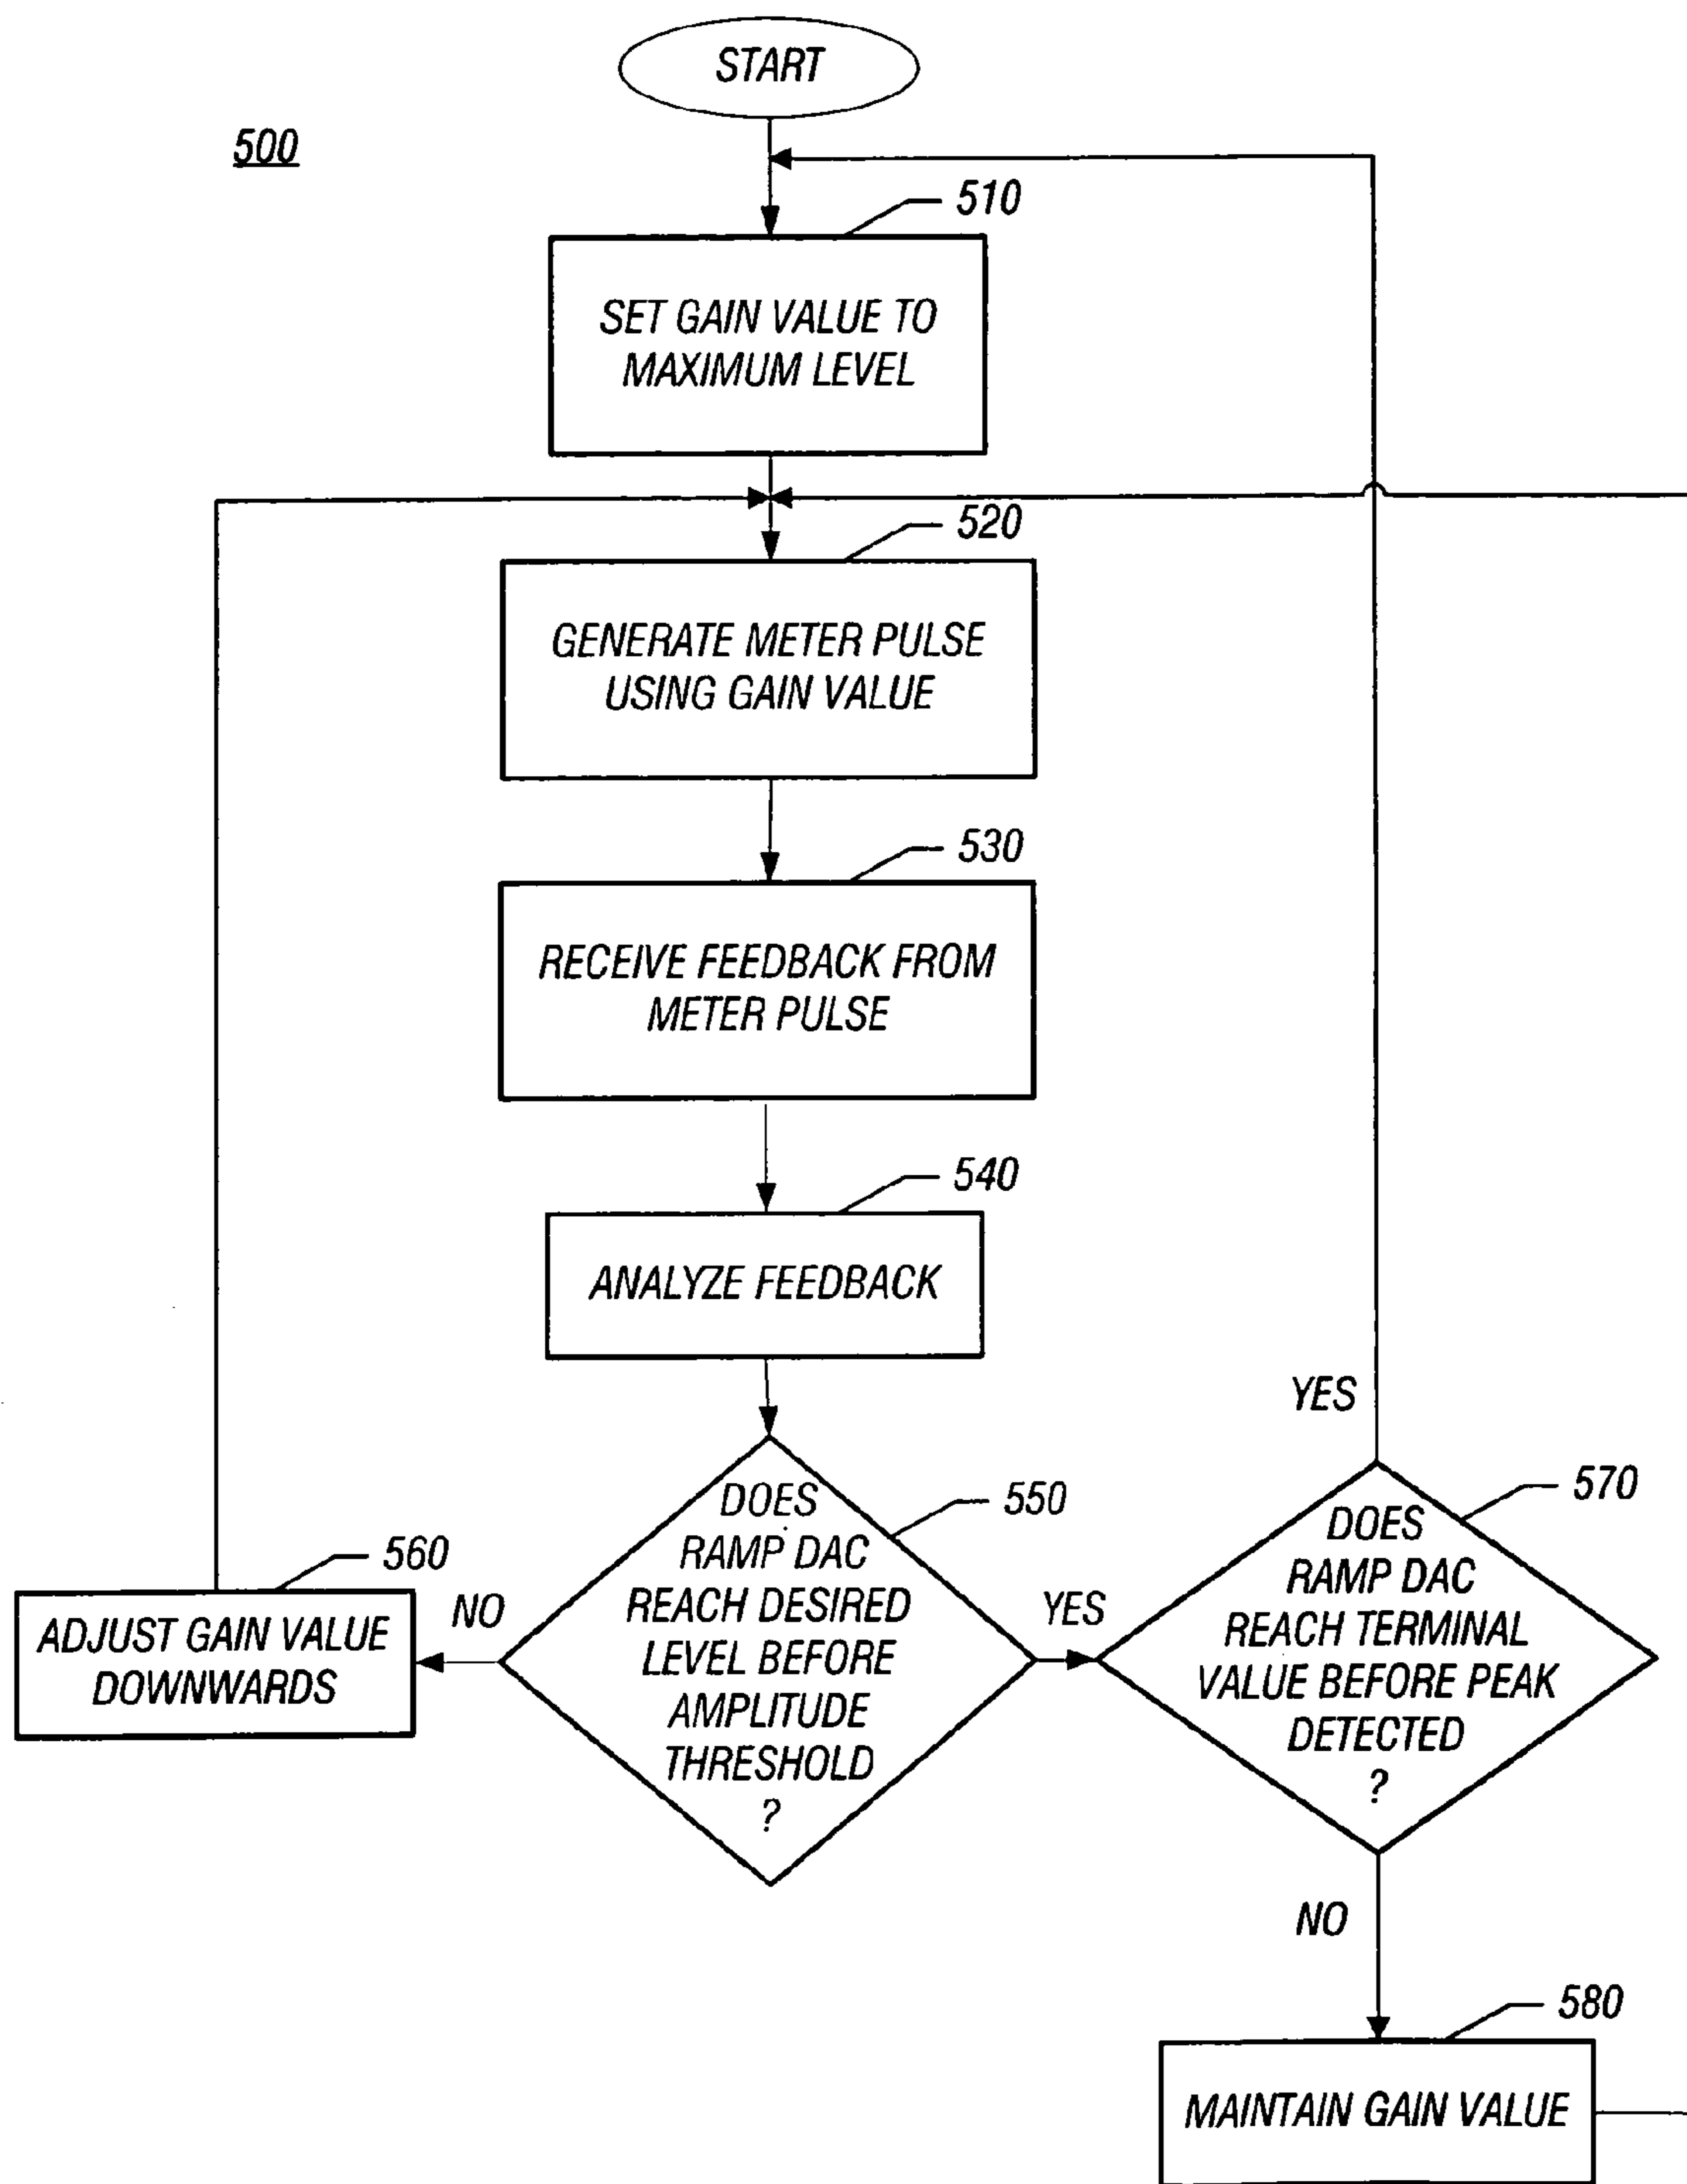 START
500
510
SET GAIN VALUE TO
MAXIMUM LEVEL
520
GENERATE METER PULSE
USING GAIN VALUE
530
RECEIVE FEEDBACK FROM
METER PULSE
540
ANALYZE FEEDBACK
YES
550
DOES
RAMP DAC
REACH DESIRED
LEVEL BEFORE
AMPLITUDE
THRESHOLD
?
560
ADJUST GAIN VALUE
DOWNWARDS
NO
YES
570
DOES
RAMP DAC
REACH TERMINAL
VALUE BEFORE PEAK
DETECTED
?
NO
580
MAINTAIN GAIN VALUE